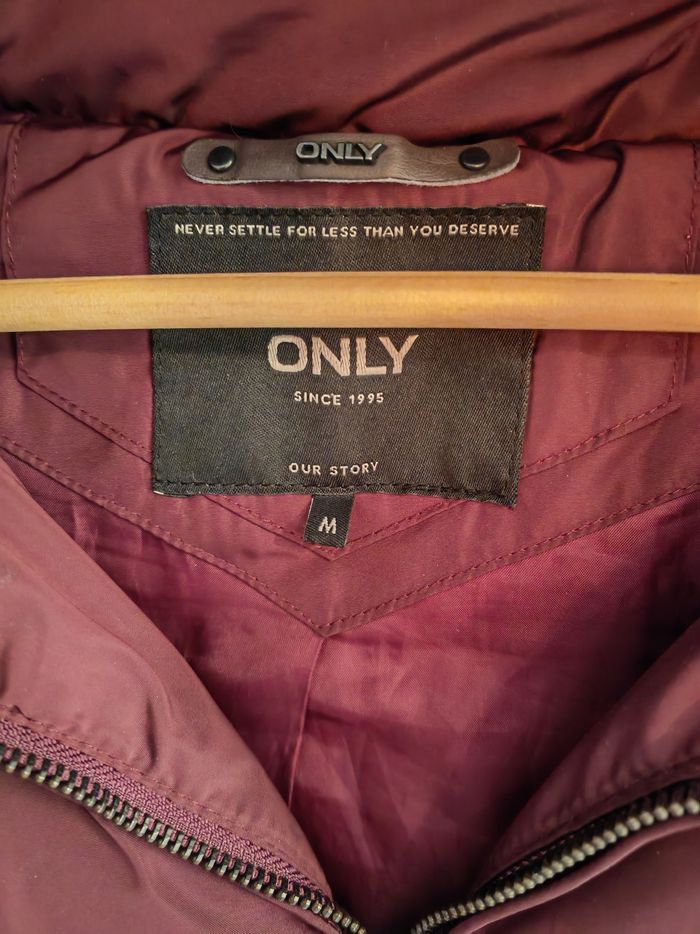 ONLY
NEVER SETTLE FOR LESS THAN YOU DESERVE
ONLY
SINCE 1995
OUR STORY
M